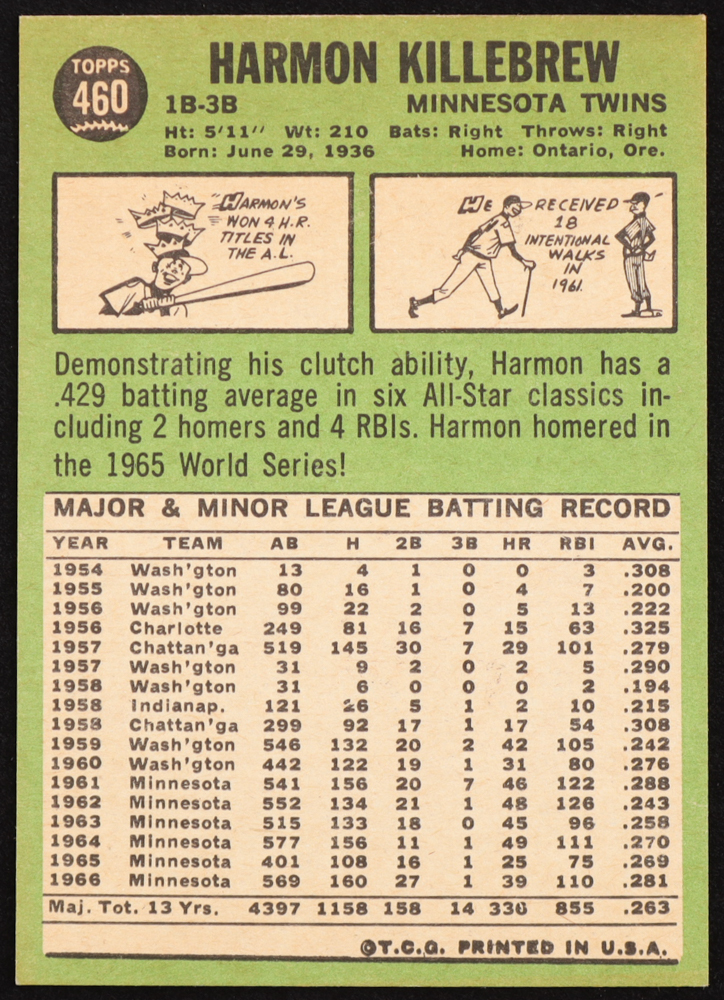 TOPPS
460
HARMON KILLEBREW
1B-3B MINNESOTA TWINS
Ht: 5'11" Wt: 210 Bats: Right Throws: Right
Born: June 29, 1936 Home: Ontario, Ore.
HARMON'S
WON 4 H.R.
TITLES IN
THE A.L.
HE RECEIVED
18
INTENTIONAL
WALKS
IN
1961.
Demonstrating his clutch ability, Harmon has a
.429 batting average in six All-Star classics in-
cluding 2 homers and 4 RBIs. Harmon homered in
the 1965 World Series!
MAJOR & MINOR LEAGUE BATTING RECORD
YEAR TEAM AB H 2B 3B HR RBI AVG.
1954 Wash'gton 13 4 1 0 0 3 .308
1955 Wash'gton 80 16 1 0 4 7 .200
1956 Wash'gton 99 22 2 0 5 13 .222
1956 Charlotte 249 81 16 7 15 63 .325
1957 Chattan'ga 519 145 30 7 29 101 .279
1957 Wash'gton 31 9 2 0 2 5 .290
1958 Wash'gton 31 6 0 0 0 2 .194
1958 Indianap. 121 26 5 1 2 10 .215
1958 Chattan'ga 299 92 17 1 17 54 .308
1959 Wash'gton 546 132 20 2 42 105 .242
1960 Wash'gton 442 122 19 1 31 80 .276
1961 Minnesota 541 156 20 7 46 122 .288
1962 Minnesota 552 134 21 1 48 126 .243
1963 Minnesota 515 133 18 0 45 96 .258
1964 Minnesota 577 156 11 1 49 111 .270
1965 Minnesota 401 108 16 1 25 75 .269
1966 Minnesota 569 160 27 1 39 110 .281
Maj. Tot. 13 Yrs. 4397 1158 158 14 336 855 .263
©T.C.G. PRINTED IN U.S.A.